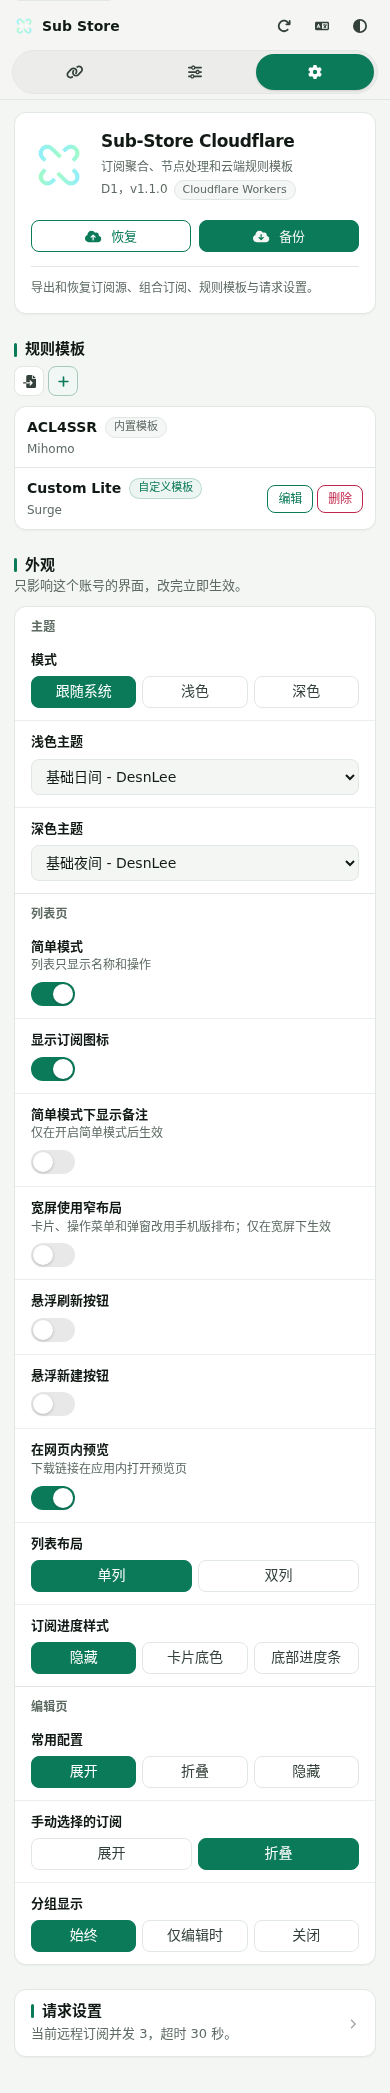 Sub Store
Sub-Store Cloudflare
订阅聚合、节点处理和云端规则模板
D1，v1.1.0 Cloudflare Workers
恢复 备份
导出和恢复订阅源、组合订阅、规则模板与请求设置。
规则模板
ACL4SSR 内置模板
Mihomo
Custom Lite 自定义模板
Surge
编辑 删除
外观
只影响这个账号的界面，改完立即生效。
主题
模式
跟随系统 浅色 深色
浅色主题
基础日间 - DesnLee
深色主题
基础夜间 - DesnLee
列表页
简单模式
列表只显示名称和操作
显示订阅图标
简单模式下显示备注
仅在开启简单模式后生效
宽屏使用窄布局
卡片、操作菜单和弹窗改用手机版排布；仅在宽屏下生效
悬浮刷新按钮
悬浮新建按钮
在网页内预览
下载链接在应用内打开预览页
列表布局
单列 双列
订阅进度样式
隐藏 卡片底色 底部进度条
编辑页
常用配置
展开 折叠 隐藏
手动选择的订阅
展开 折叠
分组显示
始终 仅编辑时 关闭
请求设置
当前远程订阅并发 3，超时 30 秒。